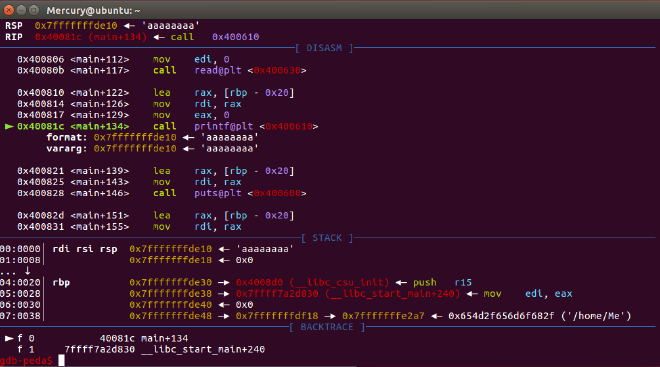 Mercury@ubuntu: ~
RSP 0x7fffffffde10 ◂— 'aaaaaaaa'
RIP 0x40081c (main+134) ◂— call 0x400610
[ DISASM ]
0x400806 <main+112> mov edi, 0
0x40080b <main+117> call read@plt <0x400630>
0x400810 <main+122> lea rax, [rbp - 0x20]
0x400814 <main+126> mov rdi, rax
0x400817 <main+129> mov eax, 0
► 0x40081c <main+134> call printf@plt <0x400610>
format: 0x7fffffffde10 ◂— 'aaaaaaaa'
vararg: 0x7fffffffde10 ◂— 'aaaaaaaa'
0x400821 <main+139> lea rax, [rbp - 0x20]
0x400825 <main+143> mov rdi, rax
0x400828 <main+146> call puts@plt <0x400600>
0x40082d <main+151> lea rax, [rbp - 0x20]
0x400831 <main+155> mov rdi, rax
[ STACK ]
00:0000│ rdi rsi rsp 0x7fffffffde10 ◂— 'aaaaaaaa'
01:0008│ 0x7fffffffde18 ◂— 0x0
... ↓
04:0020│ rbp 0x7fffffffde30 —▸ 0x4008d0 (__libc_csu_init) ◂— push r15
05:0028│ 0x7fffffffde38 —▸ 0x7ffff7a2d830 (__libc_start_main+240) ◂— mov edi, eax
06:0030│ 0x7fffffffde40 ◂— 0x0
07:0038│ 0x7fffffffde48 —▸ 0x7fffffffdf18 —▸ 0x7fffffffe2a7 ◂— 0x654d2f656d6f682f ('/home/Me')
[ BACKTRACE ]
► f 0 40081c main+134
f 1 7ffff7a2d830 __libc_start_main+240
gdb-peda$